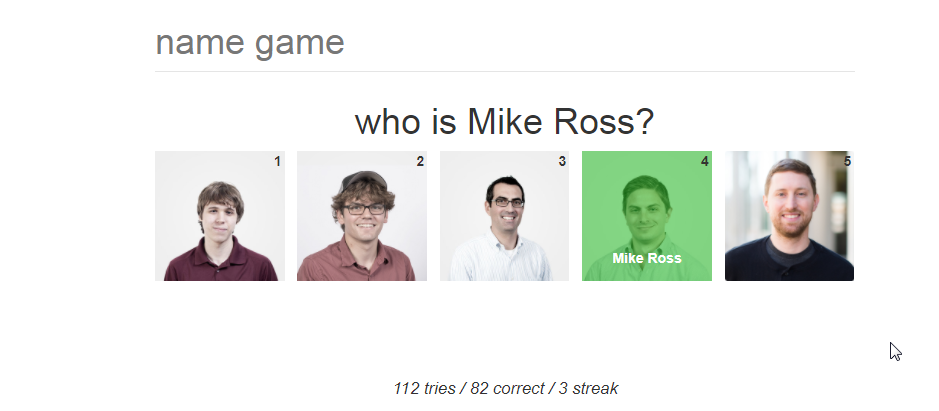 name game
who is Mike Ross?
1 2 3 4 5
Mike Ross
112 tries / 82 correct / 3 streak